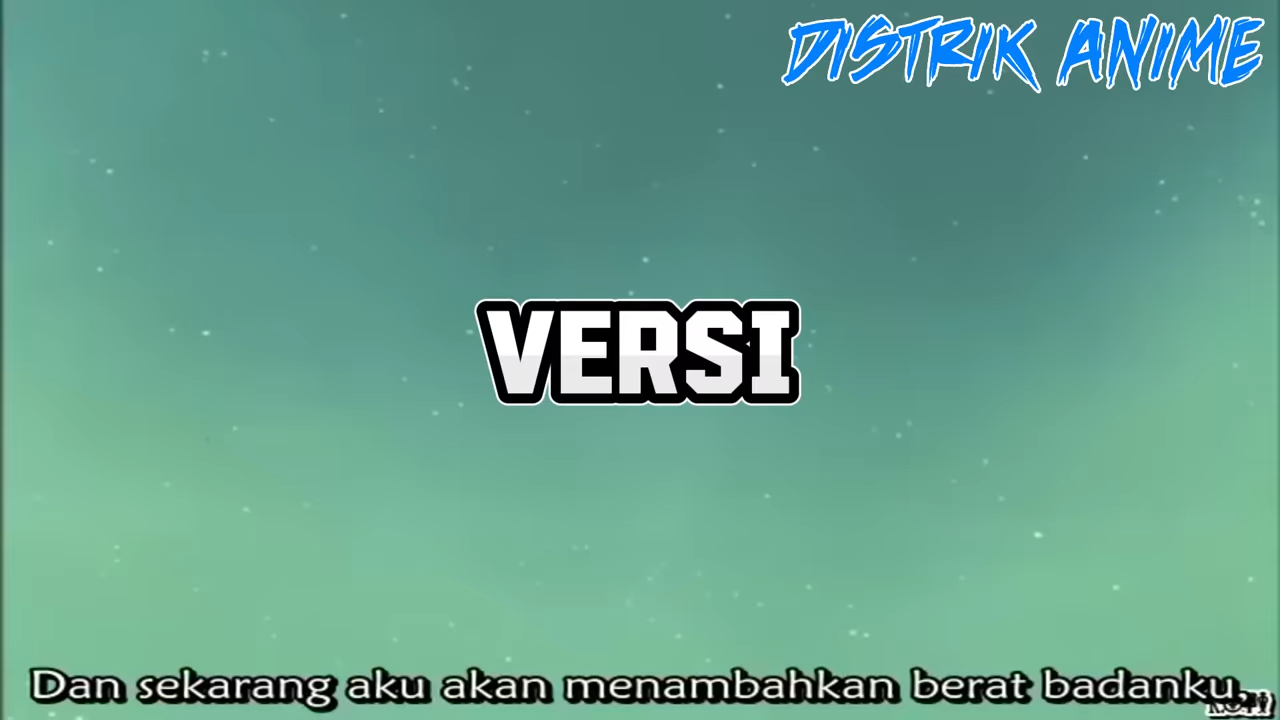 DISTRIK ANIME
VERSI
Dan sekarang aku akan menambahkan berat badanku.